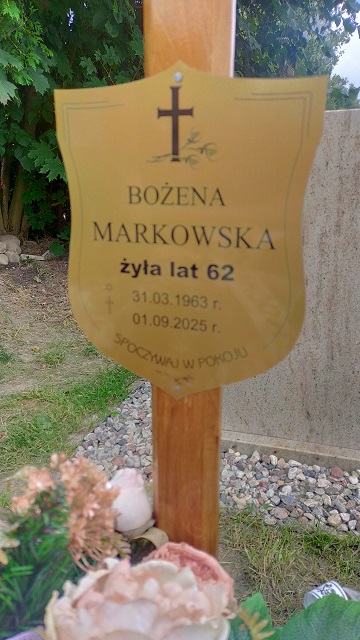 BOŻENA
MARKOWSKA
żyła lat 62
31.03.1963 r.
01.09.2025 r.
SPOCZYWAJ W POKOJU